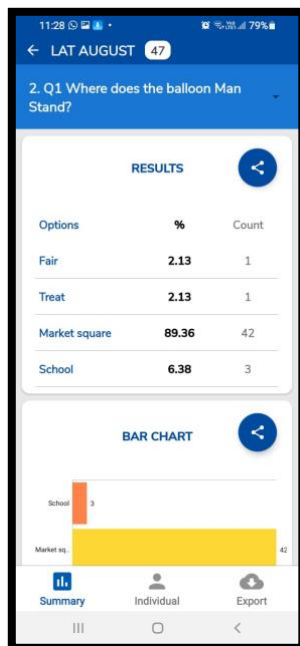 11:28 79%
LAT AUGUST 47
2. Q1 Where does the balloon Man
Stand?
RESULTS
Options % Count
Fair 2.13 1
Treat 2.13 1
Market square 89.36 42
School 6.38 3
BAR CHART
School 3
Market sq.. 42
Summary Individual Export